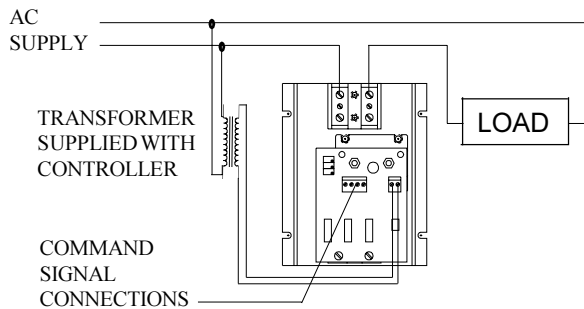 AC
SUPPLY
TRANSFORMER
SUPPLIED WITH
CONTROLLER
LOAD
COMMAND
SIGNAL
CONNECTIONS